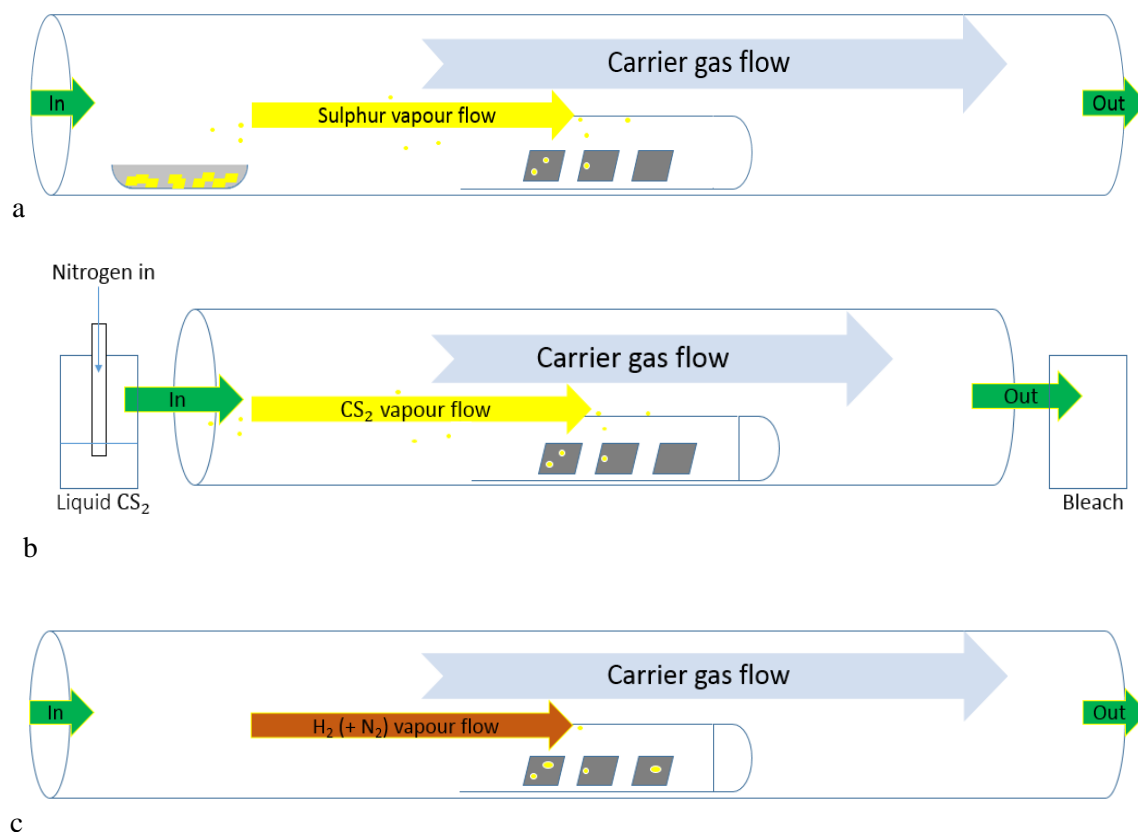 Carrier gas flow
In
Out
Sulphur vapour flow
a
Nitrogen in
Carrier gas flow
In
CS₂ vapour flow
Out
Liquid CS₂
Bleach
b
Carrier gas flow
In
H₂ (+ N₂) vapour flow
Out
c